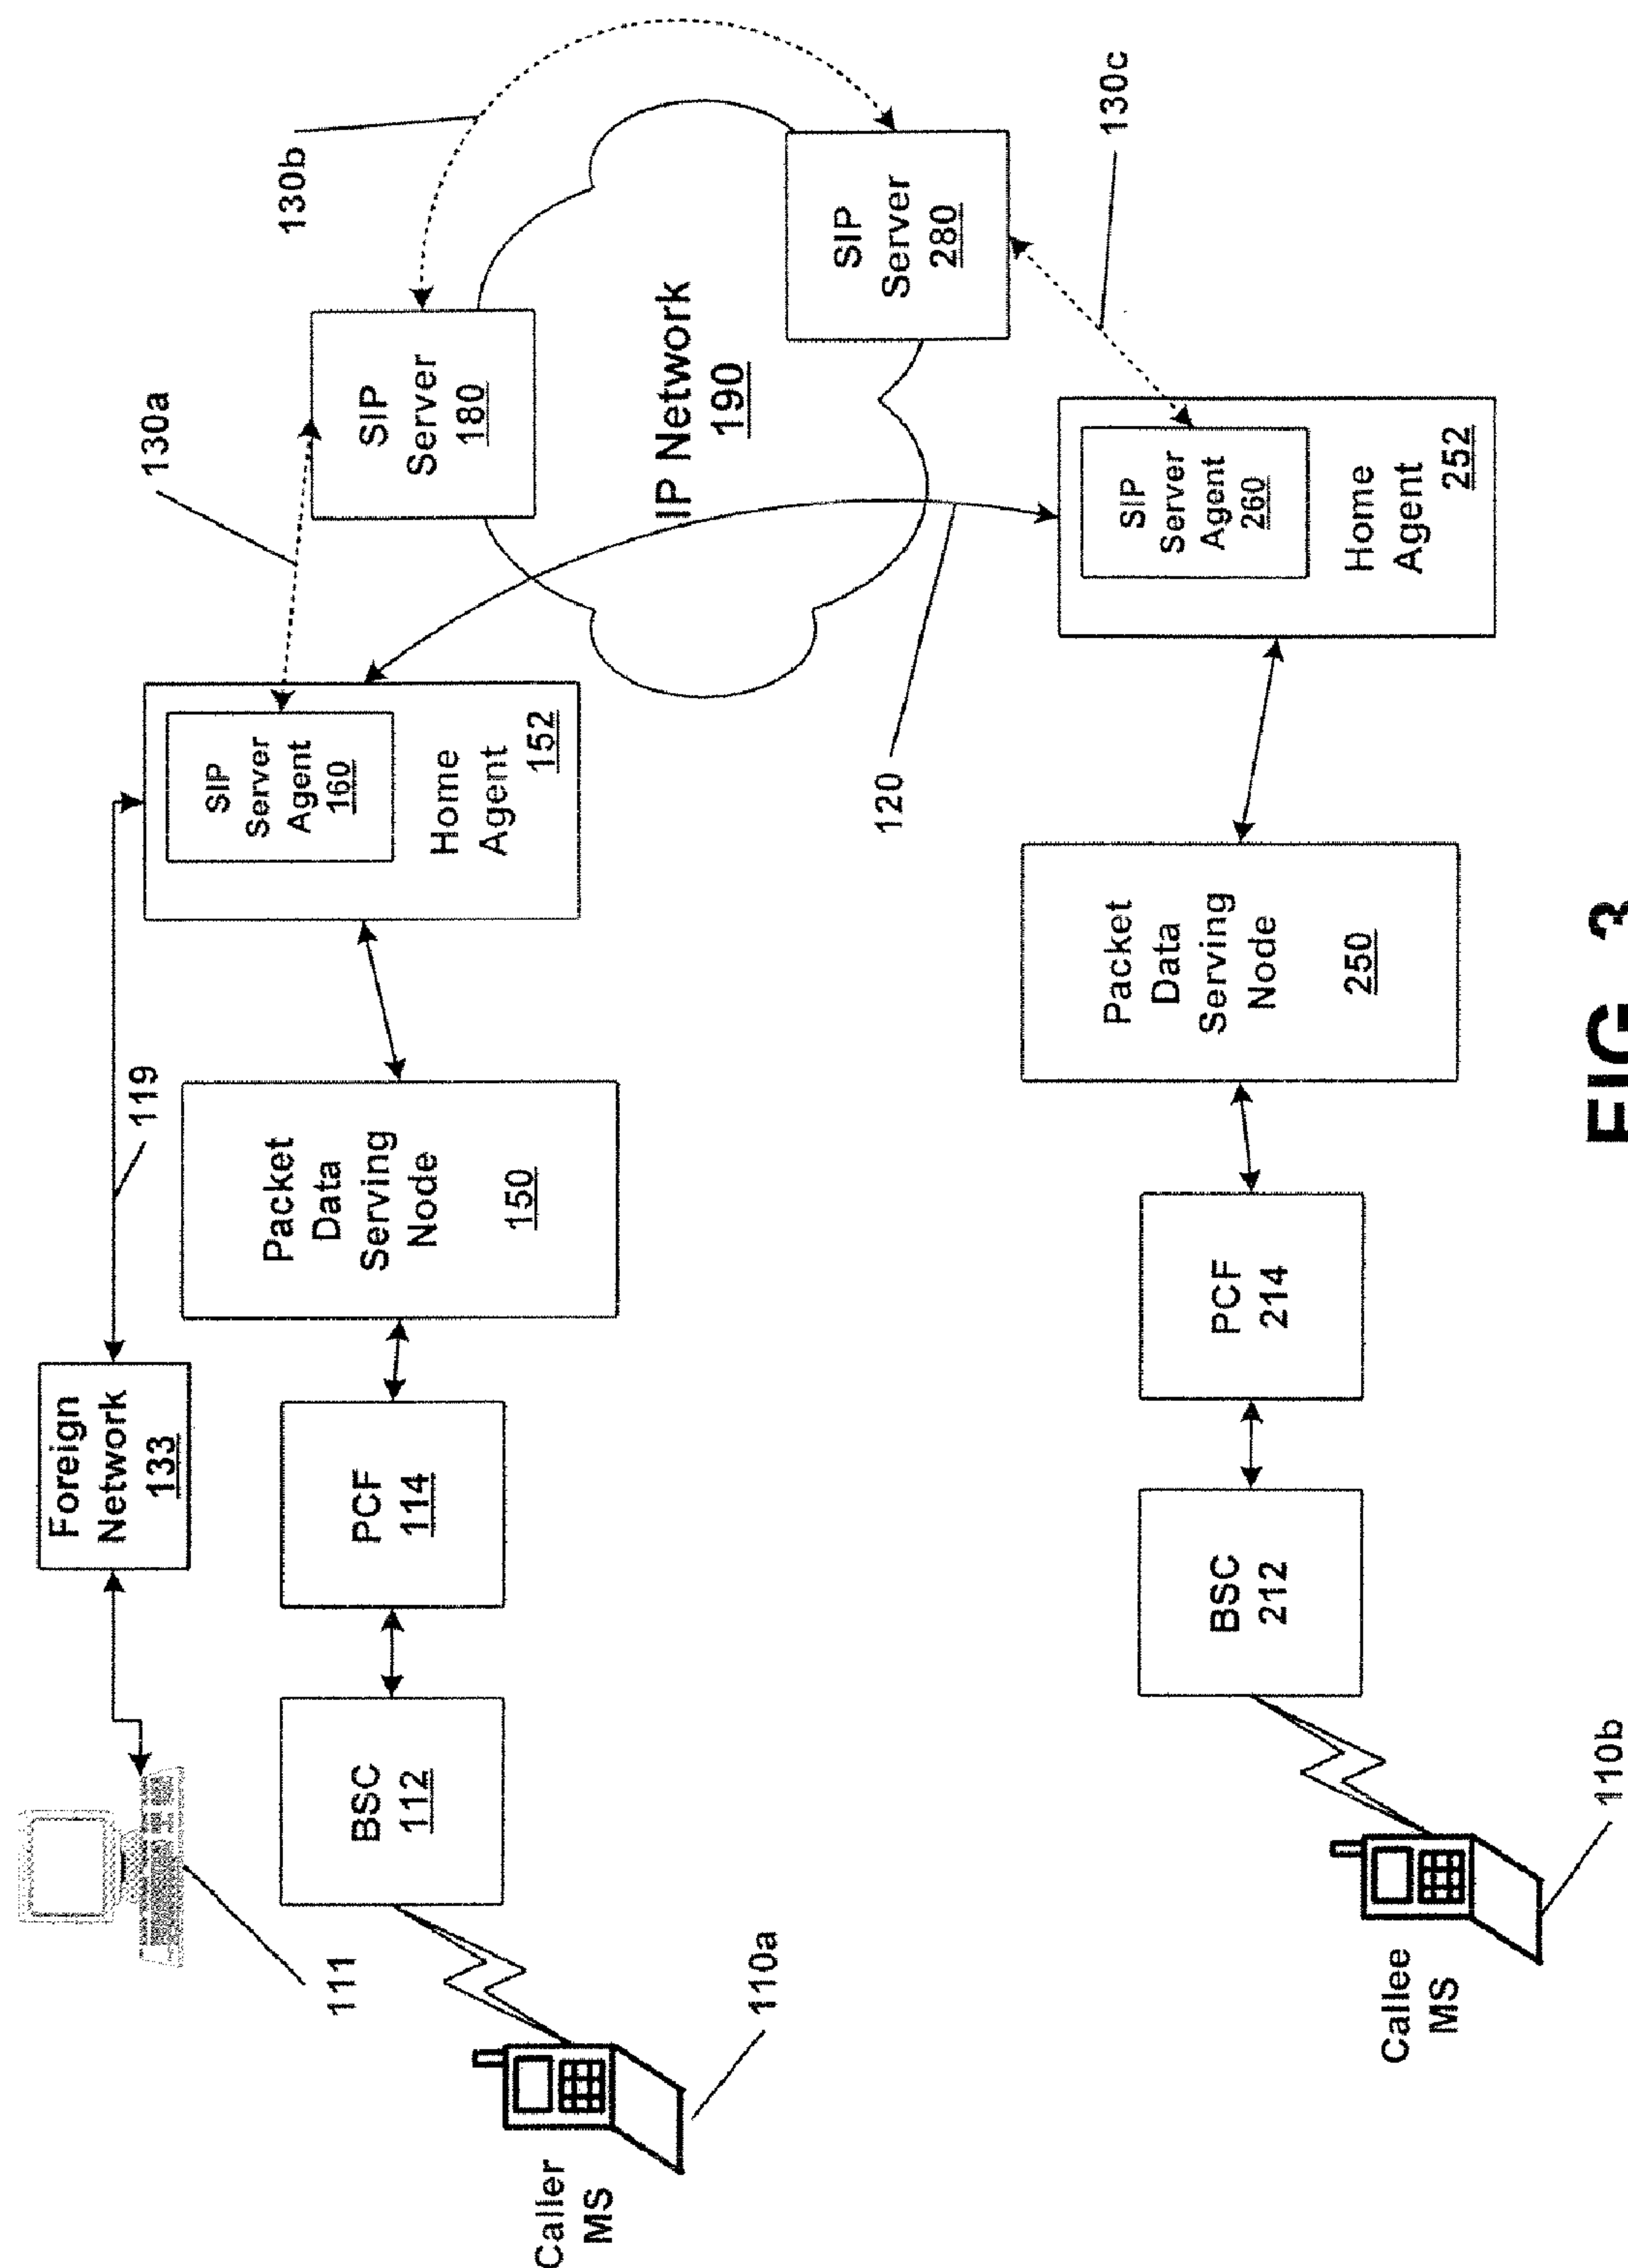 130b
130a
130c
SIP
Server
180
IP Network
190
SIP
Server
280
SIP
Server
Agent
160
Home
Agent
152
SIP
Server
Agent
260
Home
Agent
252
120
119
Packet
Data
Serving
Node
150
Packet
Data
Serving
Node
250
Foreign
Network
133
PCF
114
PCF
214
BSC
112
BSC
212
111
110a
110b
Caller
MS
Callee
MS
FIG. 3